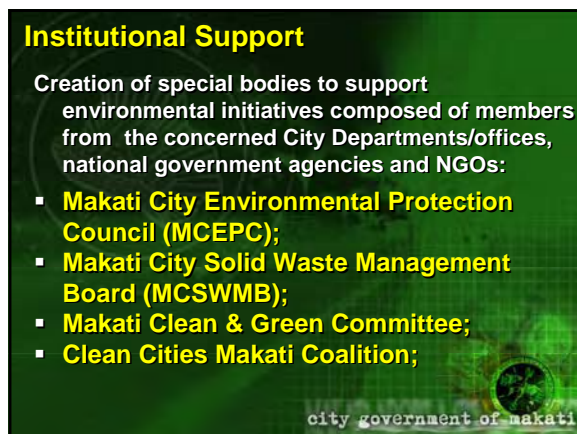 Institutional Support
Creation of special bodies to support
environmental initiatives composed of members
from the concerned City Departments/offices,
national government agencies and NGOs:
▪ Makati City Environmental Protection
Council (MCEPC);
▪ Makati City Solid Waste Management
Board (MCSWMB);
▪ Makati Clean & Green Committee;
▪ Clean Cities Makati Coalition;
city government of makati